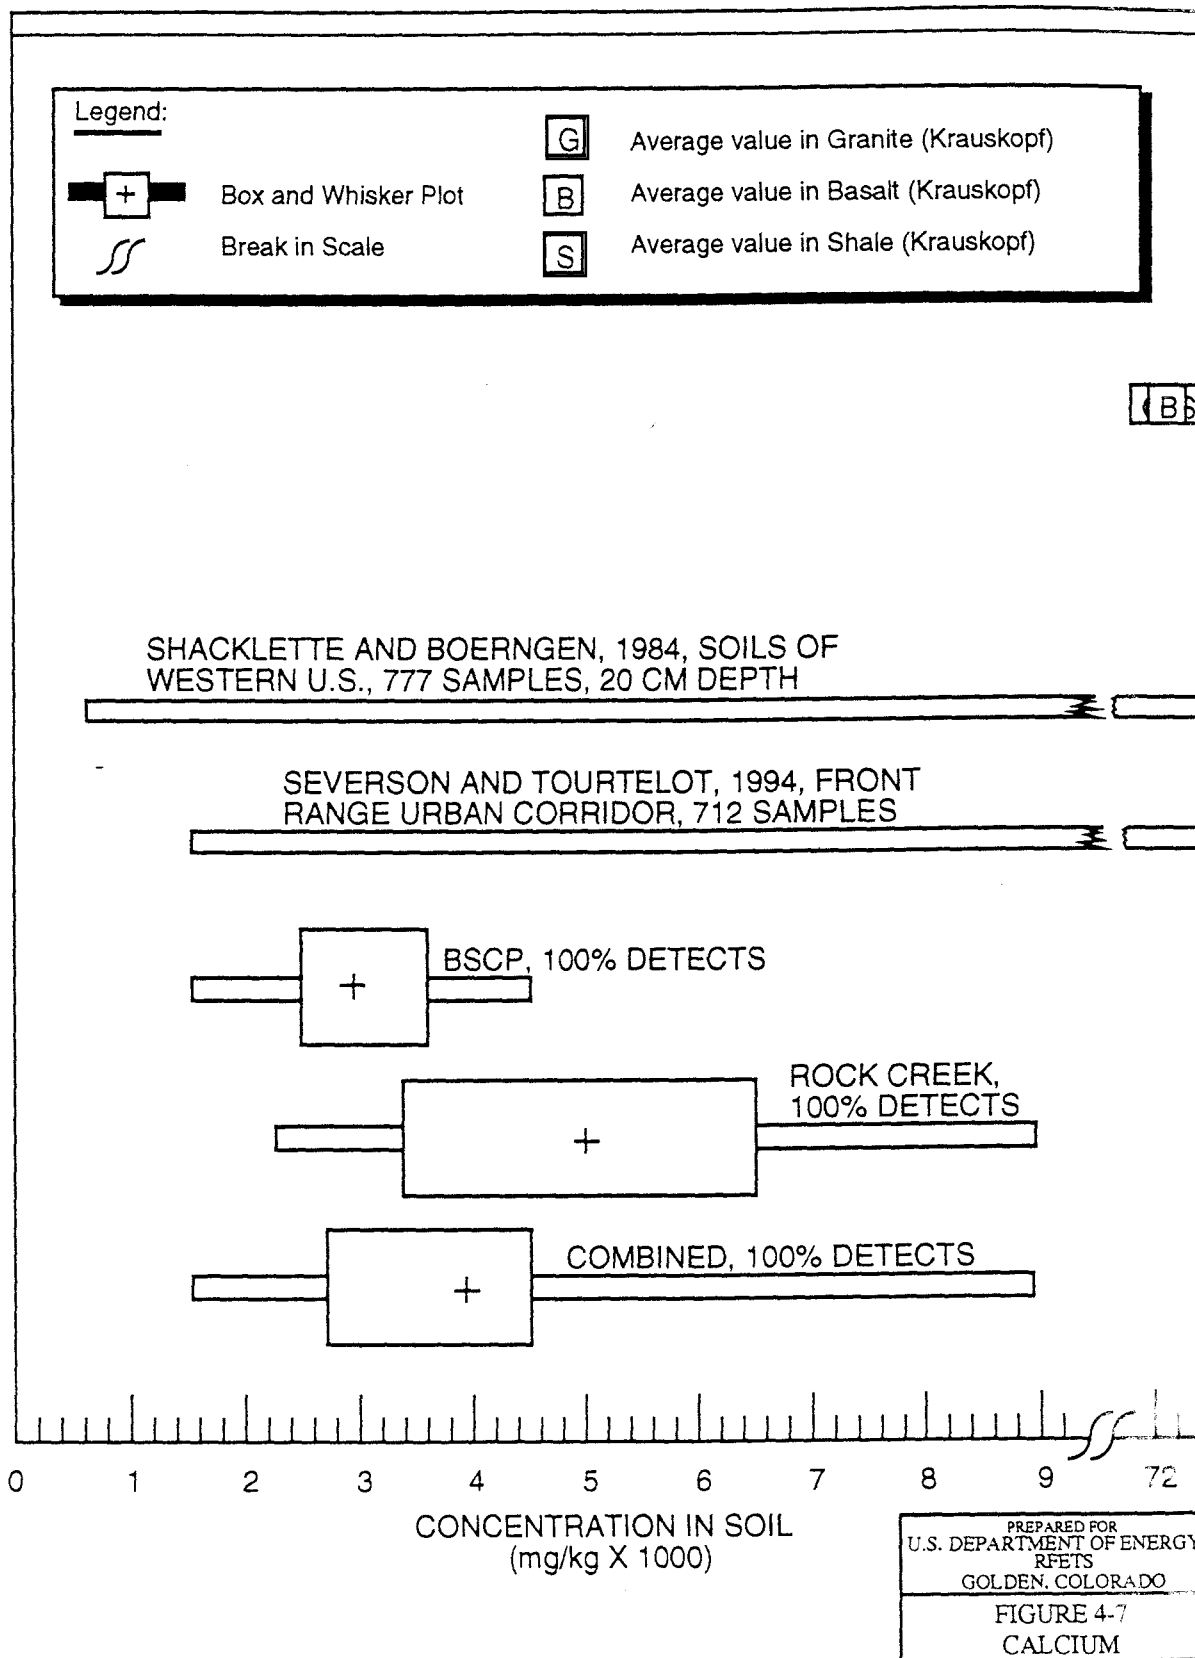 Legend:
G Average value in Granite (Krauskopf)
+ Box and Whisker Plot
B Average value in Basalt (Krauskopf)
Break in Scale
S Average value in Shale (Krauskopf)
B
SHACKLETTE AND BOERNGEN, 1984, SOILS OF
WESTERN U.S., 777 SAMPLES, 20 CM DEPTH
SEVERSON AND TOURTELOT, 1994, FRONT
RANGE URBAN CORRIDOR, 712 SAMPLES
BSCP, 100% DETECTS
+
ROCK CREEK,
100% DETECTS
+
COMBINED, 100% DETECTS
+
0 1 2 3 4 5 6 7 8 9 72
CONCENTRATION IN SOIL
(mg/kg X 1000)
PREPARED FOR
U.S. DEPARTMENT OF ENERGY
RFETS
GOLDEN, COLORADO
FIGURE 4-7
CALCIUM